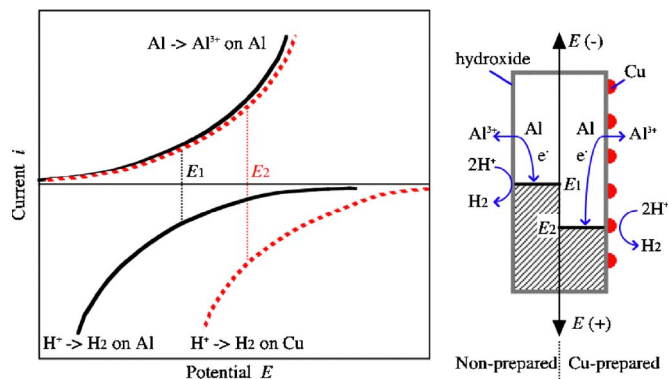 Al -> Al³⁺ on Al
E1
E2
H⁺ -> H2 on Al
H⁺ -> H2 on Cu
Current i
Potential E
E (-)
hydroxide
Cu
Al³⁺
Al
Al
Al³⁺
e⁻
e⁻
2H⁺
E1
H2
2H⁺
E2
H2
E (+)
Non-prepared
Cu-prepared